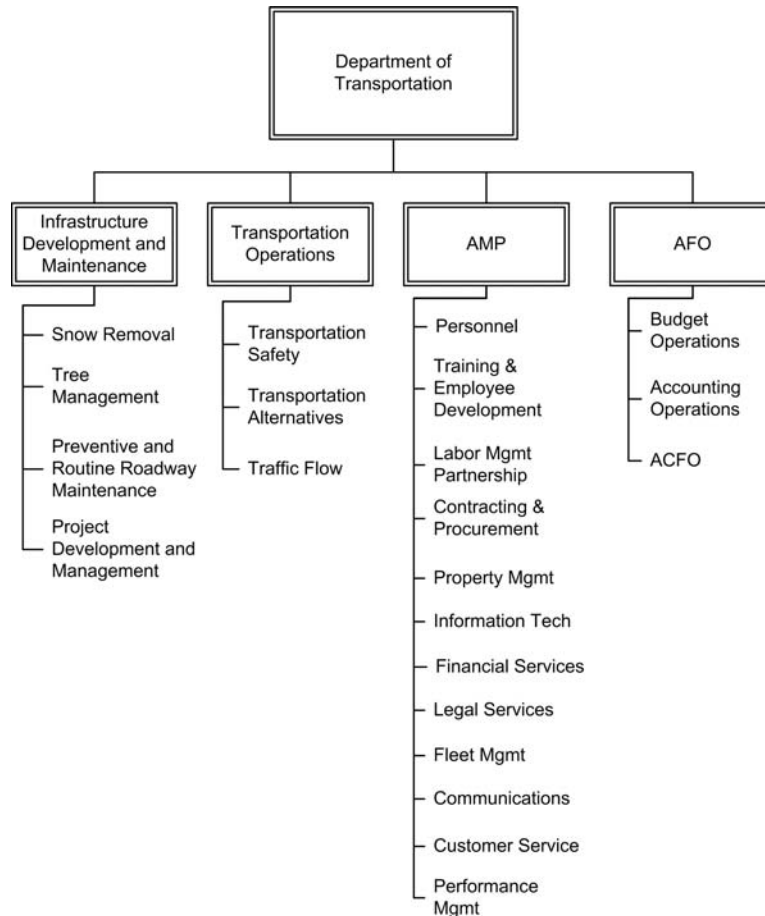 Department of
Transportation
Infrastructure
Development and
Maintenance
Snow Removal
Tree
Management
Preventive and
Routine Roadway
Maintenance
Project
Development and
Management
Transportation
Operations
Transportation
Safety
Transportation
Alternatives
Traffic Flow
AMP
Personnel
Training &
Employee
Development
Labor Mgmt
Partnership
Contracting &
Procurement
Property Mgmt
Information Tech
Financial Services
Legal Services
Fleet Mgmt
Communications
Customer Service
Performance
Mgmt
AFO
Budget
Operations
Accounting
Operations
ACFO